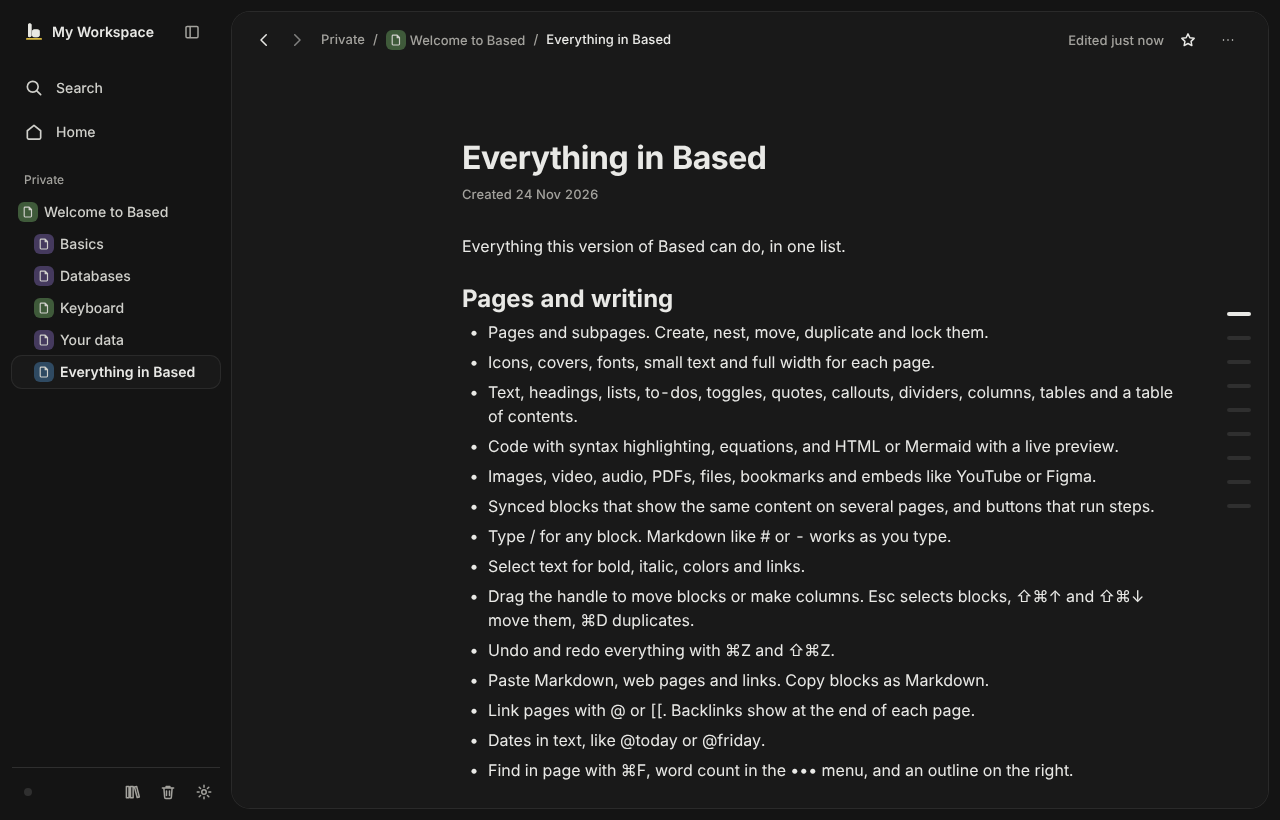 My Workspace
Search
Home
Private
Welcome to Based
Basics
Databases
Keyboard
Your data
Everything in Based
Private / Welcome to Based / Everything in Based
Edited just now
Everything in Based
Created 24 Nov 2026
Everything this version of Based can do, in one list.
Pages and writing
• Pages and subpages. Create, nest, move, duplicate and lock them.
• Icons, covers, fonts, small text and full width for each page.
• Text, headings, lists, to-dos, toggles, quotes, callouts, dividers, columns, tables and a table
of contents.
• Code with syntax highlighting, equations, and HTML or Mermaid with a live preview.
• Images, video, audio, PDFs, files, bookmarks and embeds like YouTube or Figma.
• Synced blocks that show the same content on several pages, and buttons that run steps.
• Type / for any block. Markdown like # or - works as you type.
• Select text for bold, italic, colors and links.
• Drag the handle to move blocks or make columns. Esc selects blocks, ⇧⌘↑ and ⇧⌘↓
move them, ⌘D duplicates.
• Undo and redo everything with ⌘Z and ⇧⌘Z.
• Paste Markdown, web pages and links. Copy blocks as Markdown.
• Link pages with @ or [[. Backlinks show at the end of each page.
• Dates in text, like @today or @friday.
• Find in page with ⌘F, word count in the ••• menu, and an outline on the right.